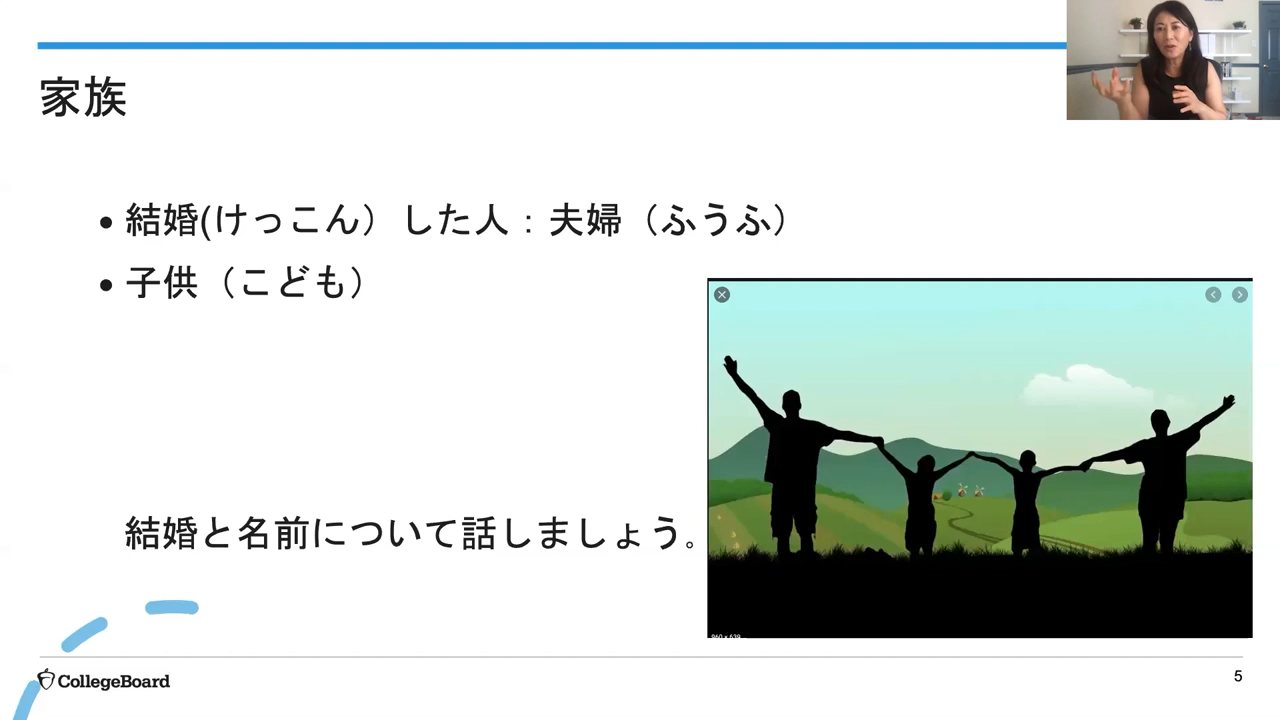 家族
• 結婚(けっこん）した人：夫婦（ふうふ）
• 子供（こども）
結婚と名前について話しましょう。
960 × 639
CollegeBoard
5